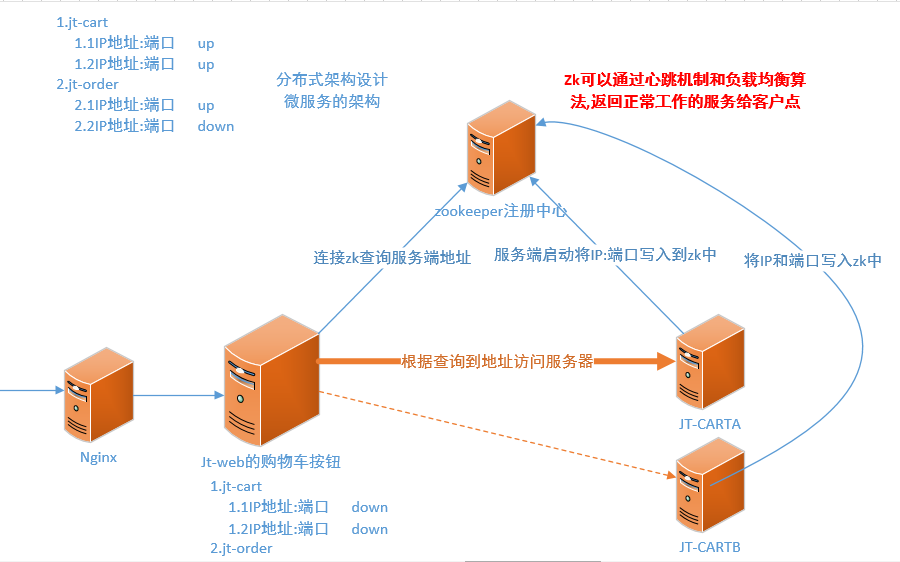 1.jt-cart
1.1IP地址:端口 up
1.2IP地址:端口 up
2.jt-order
2.1IP地址:端口 up
2.2IP地址:端口 down
分布式架构设计
微服务的架构
Zk可以通过心跳机制和负载均衡算
法,返回正常工作的服务给客户点
zookeeper注册中心
连接zk查询服务端地址
服务端启动将IP:端口写入到zk中
将IP和端口写入zk中
根据查询到地址访问服务器
JT-CARTA
Nginx
Jt-web的购物车按钮
1.jt-cart
1.1IP地址:端口 down
1.2IP地址:端口 down
2.jt-order
JT-CARTB